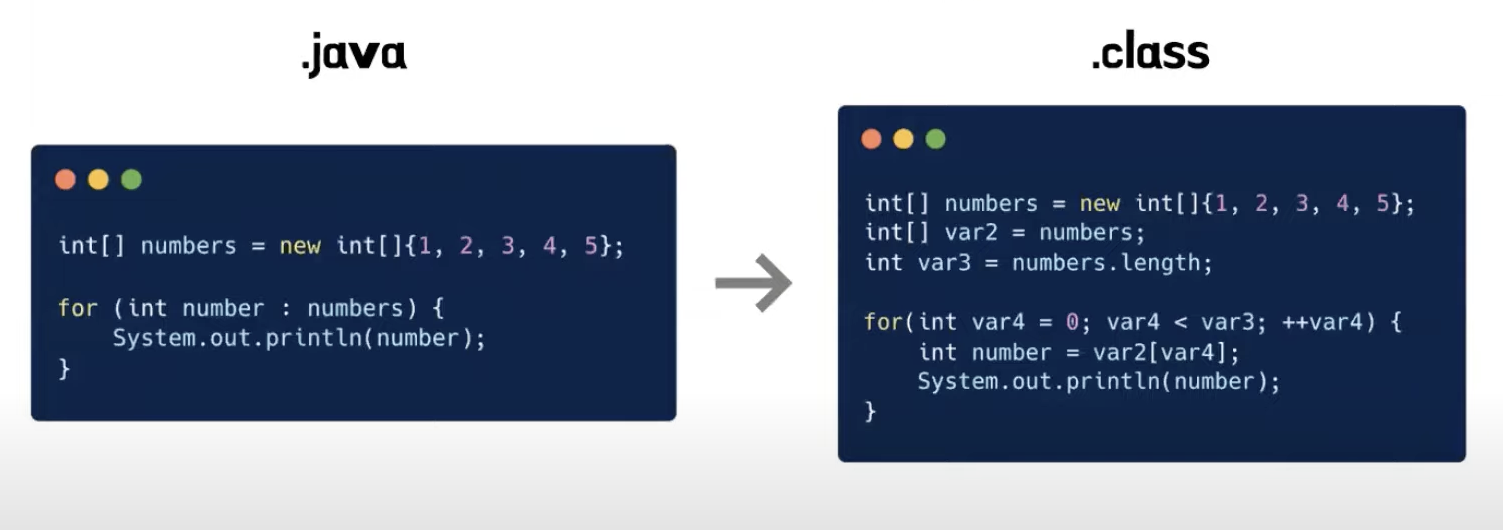 .java
int[] numbers = new int[]{1, 2, 3, 4, 5};
for (int number : numbers) {
    System.out.println(number);
}
.class
int[] numbers = new int[]{1, 2, 3, 4, 5};
int[] var2 = numbers;
int var3 = numbers.length;
for(int var4 = 0; var4 < var3; ++var4) {
    int number = var2[var4];
    System.out.println(number);
}